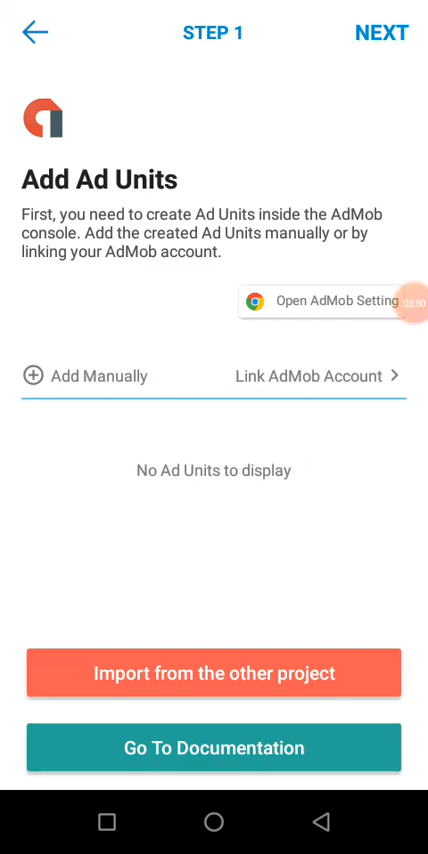 STEP 1
NEXT
Add Ad Units
First, you need to create Ad Units inside the AdMob
console. Add the created Ad Units manually or by
linking your AdMob account.
Open AdMob Setting
03:50
Add Manually
Link AdMob Account
No Ad Units to display
Import from the other project
Go To Documentation